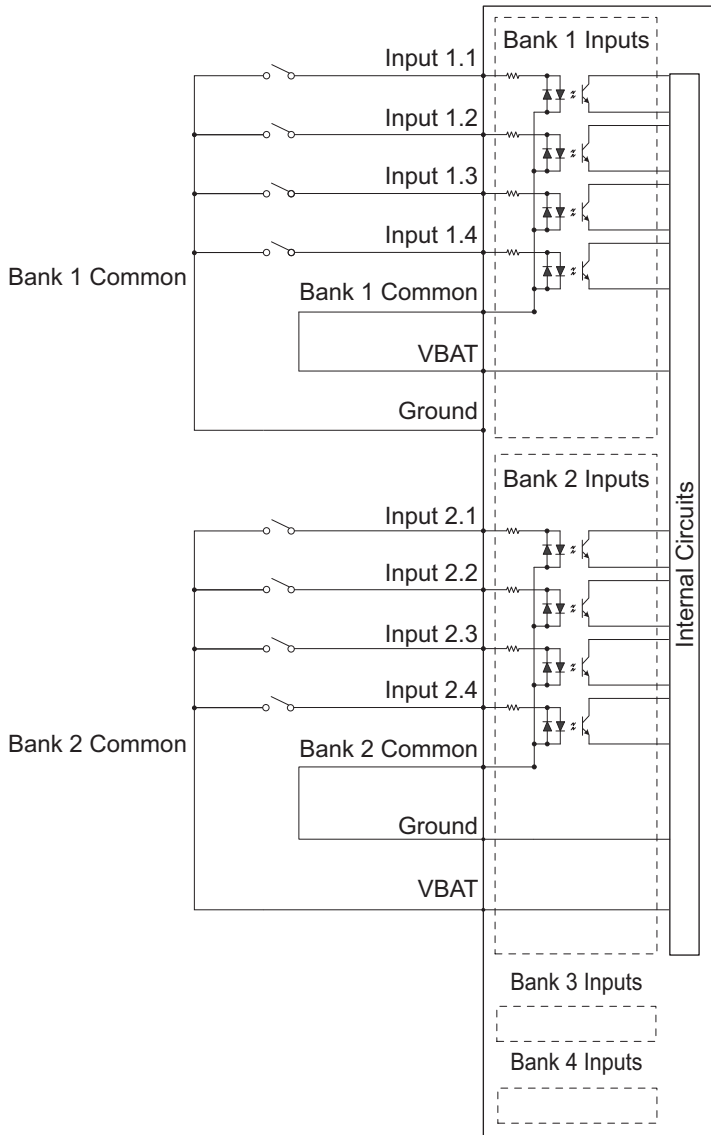 Bank 1 Inputs
Input 1.1
Input 1.2
Input 1.3
Input 1.4
Bank 1 Common
Bank 1 Common
VBAT
Ground
Bank 2 Inputs
Internal Circuits
Input 2.1
Input 2.2
Input 2.3
Input 2.4
Bank 2 Common
Bank 2 Common
Ground
VBAT
Bank 3 Inputs
Bank 4 Inputs